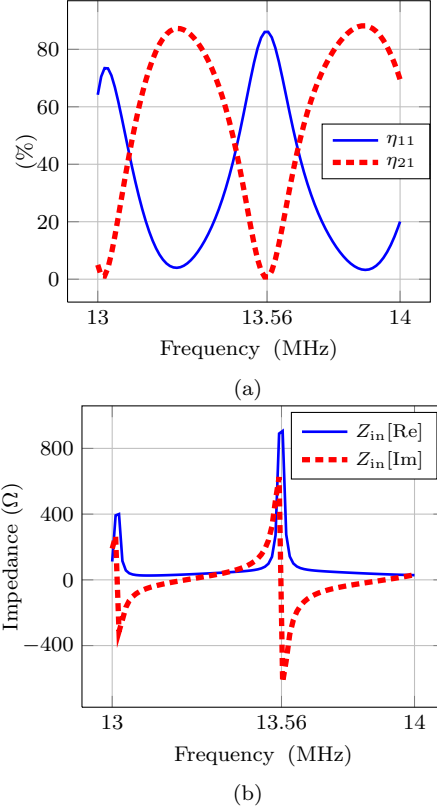 80
60
40
20
0
(%)
η11
η21
13
13.56
14
Frequency (MHz)
(a)
800
400
0
−400
Impedance (Ω)
Zin[Re]
Zin[Im]
13
13.56
14
Frequency (MHz)
(b)